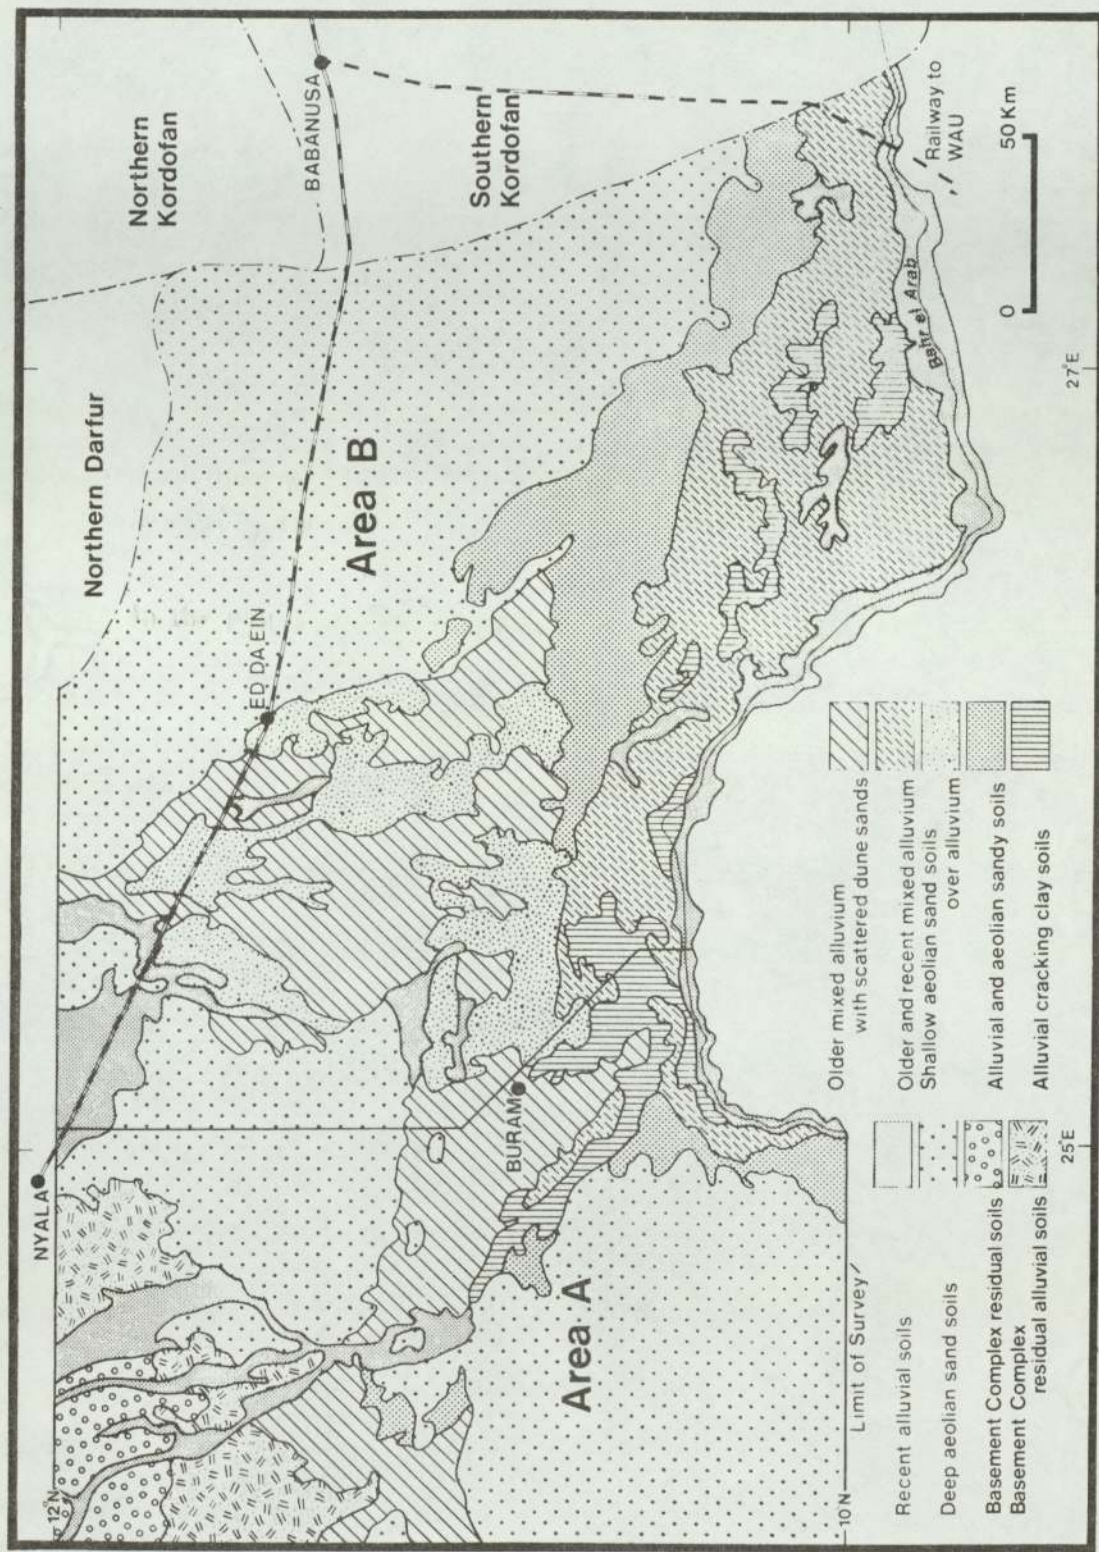 Northern
Kordofan
Northern Darfur
BABANUSA
Southern
Kordofan
NYALA
ED DA EIN
Area B
BURAM
Area A
12°N
10 N
25°E
27°E
Bahr el Arab
Railway to
WAU
0
50 Km
Limit of Survey
Recent alluvial soils
Deep aeolian sand soils
Basement Complex residual soils
Basement Complex
residual alluvial soils
Older mixed alluvium
with scattered dune sands
Older and recent mixed alluvium
Shallow aeolian sand soils
over alluvium
Alluvial and aeolian sandy soils
Alluvial cracking clay soils